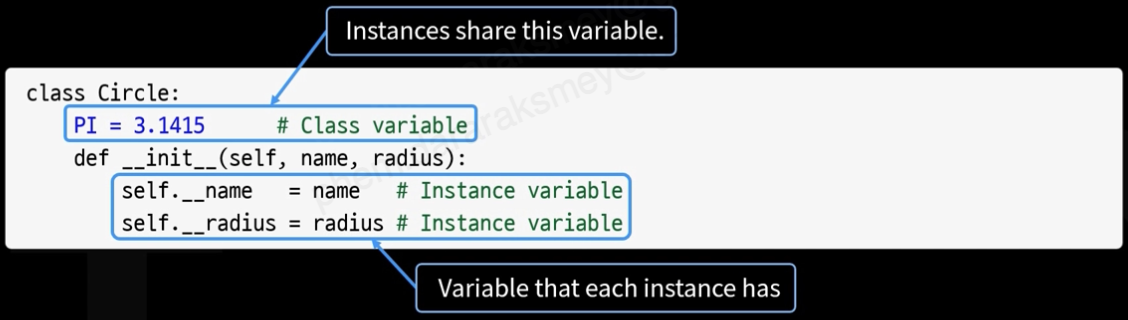 Instances share this variable.
class Circle:
    PI = 3.1415      # Class variable
    def __init__(self, name, radius):
        self.__name   = name   # Instance variable
        self.__radius = radius # Instance variable
Variable that each instance has